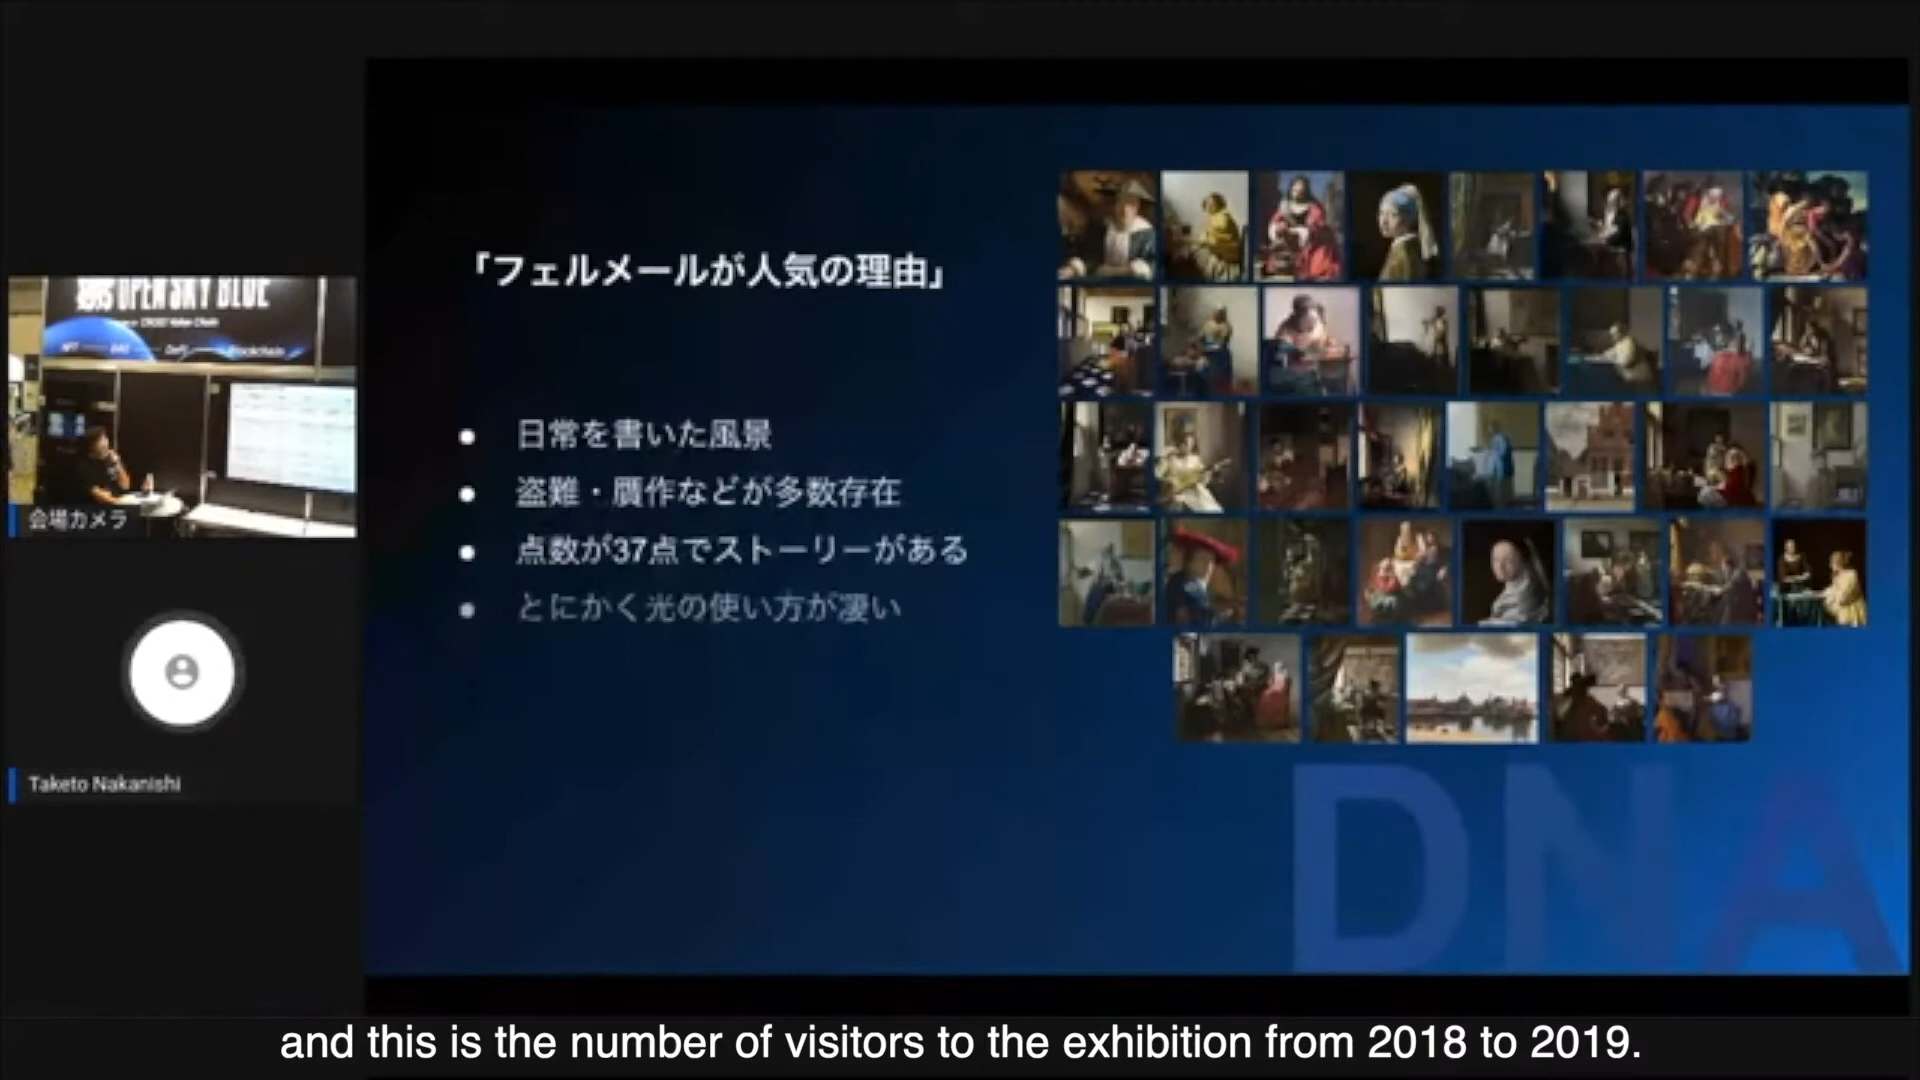 OPEN SKY BLUE
会場カメラ
Taketo Nakanishi
「フェルメールが人気の理由」
● 日常を書いた風景
● 盗難・贋作などが多数存在
● 点数が37点でストーリーがある
● とにかく光の使い方が凄い
DNA
and this is the number of visitors to the exhibition from 2018 to 2019.